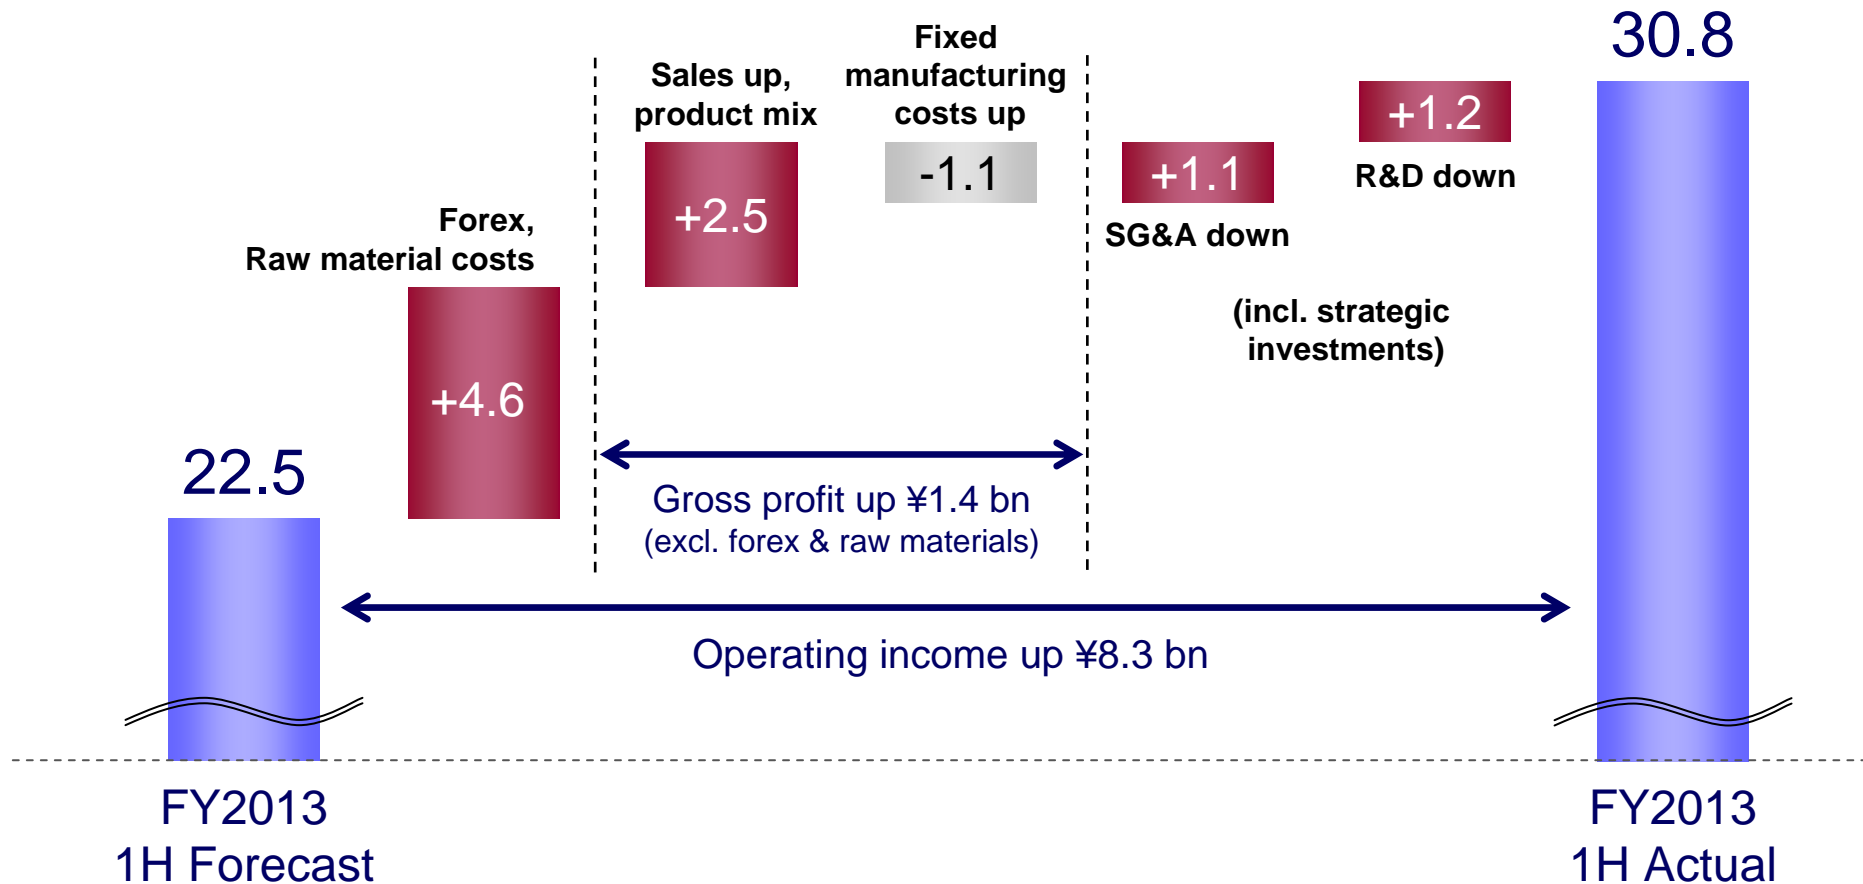 30.8
Fixed
manufacturing
costs up
Sales up,
product mix
+1.2
-1.1
+1.1
R&D down
+2.5
SG&A down
Forex,
Raw material costs
(incl. strategic
investments)
+4.6
22.5
Gross profit up ¥1.4 bn
(excl. forex & raw materials)
Operating income up ¥8.3 bn
FY2013
1H Forecast
FY2013
1H Actual